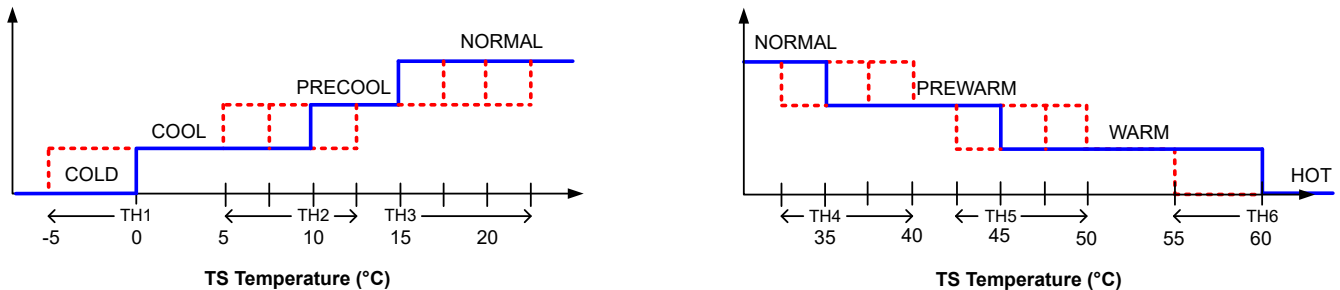 NORMAL
PRECOOL
COOL
COLD
TH1 TH2 TH3
-5 0 5 10 15 20
TS Temperature (°C)
NORMAL
PREWARM
WARM
HOT
TH4 TH5 TH6
35 40 45 50 55 60
TS Temperature (°C)